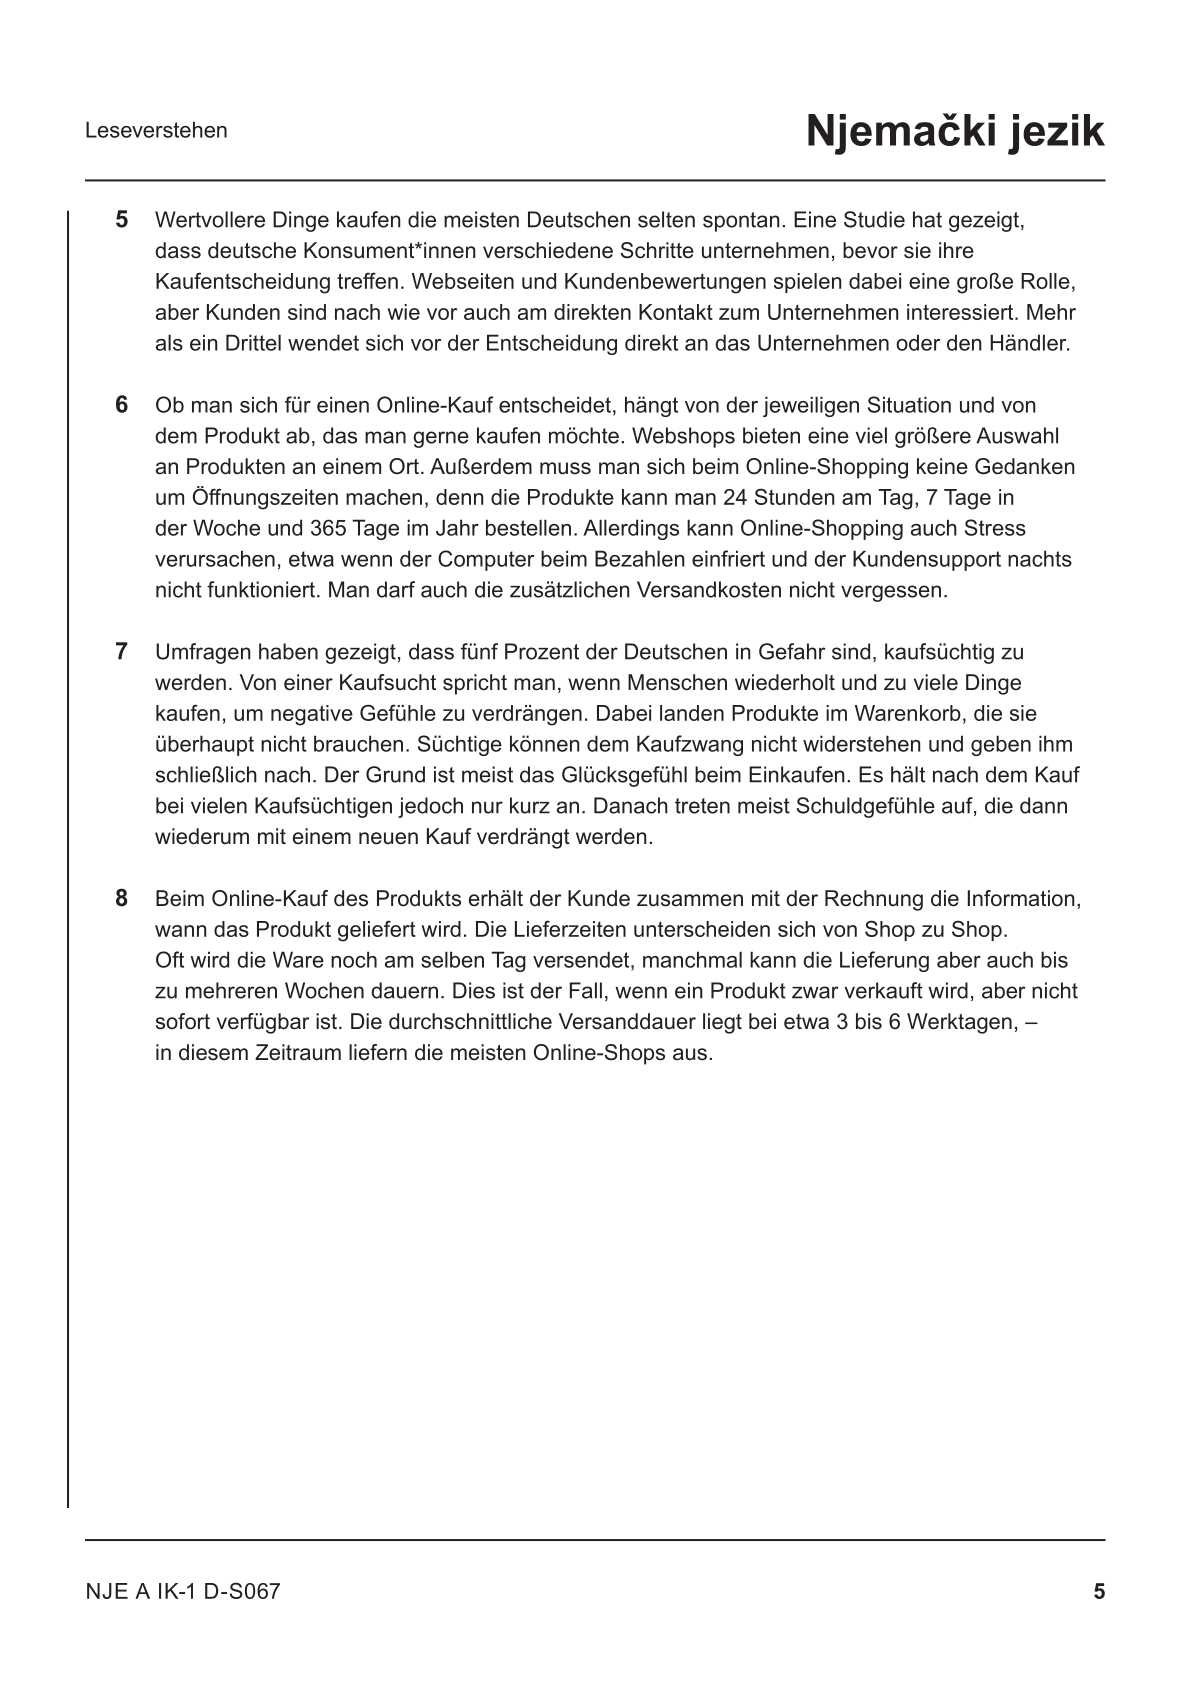 Leseverstehen
Njemački jezik
5 Wertvollere Dinge kaufen die meisten Deutschen selten spontan. Eine Studie hat gezeigt,
dass deutsche Konsument*innen verschiedene Schritte unternehmen, bevor sie ihre
Kaufentscheidung treffen. Webseiten und Kundenbewertungen spielen dabei eine große Rolle,
aber Kunden sind nach wie vor auch am direkten Kontakt zum Unternehmen interessiert. Mehr
als ein Drittel wendet sich vor der Entscheidung direkt an das Unternehmen oder den Händler.
6 Ob man sich für einen Online-Kauf entscheidet, hängt von der jeweiligen Situation und von
dem Produkt ab, das man gerne kaufen möchte. Webshops bieten eine viel größere Auswahl
an Produkten an einem Ort. Außerdem muss man sich beim Online-Shopping keine Gedanken
um Öffnungszeiten machen, denn die Produkte kann man 24 Stunden am Tag, 7 Tage in
der Woche und 365 Tage im Jahr bestellen. Allerdings kann Online-Shopping auch Stress
verursachen, etwa wenn der Computer beim Bezahlen einfriert und der Kundensupport nachts
nicht funktioniert. Man darf auch die zusätzlichen Versandkosten nicht vergessen.
7 Umfragen haben gezeigt, dass fünf Prozent der Deutschen in Gefahr sind, kaufsüchtig zu
werden. Von einer Kaufsucht spricht man, wenn Menschen wiederholt und zu viele Dinge
kaufen, um negative Gefühle zu verdrängen. Dabei landen Produkte im Warenkorb, die sie
überhaupt nicht brauchen. Süchtige können dem Kaufzwang nicht widerstehen und geben ihm
schließlich nach. Der Grund ist meist das Glücksgefühl beim Einkaufen. Es hält nach dem Kauf
bei vielen Kaufsüchtigen jedoch nur kurz an. Danach treten meist Schuldgefühle auf, die dann
wiederum mit einem neuen Kauf verdrängt werden.
8 Beim Online-Kauf des Produkts erhält der Kunde zusammen mit der Rechnung die Information,
wann das Produkt geliefert wird. Die Lieferzeiten unterscheiden sich von Shop zu Shop.
Oft wird die Ware noch am selben Tag versendet, manchmal kann die Lieferung aber auch bis
zu mehreren Wochen dauern. Dies ist der Fall, wenn ein Produkt zwar verkauft wird, aber nicht
sofort verfügbar ist. Die durchschnittliche Versanddauer liegt bei etwa 3 bis 6 Werktagen, –
in diesem Zeitraum liefern die meisten Online-Shops aus.
NJE A IK-1 D-S067
5